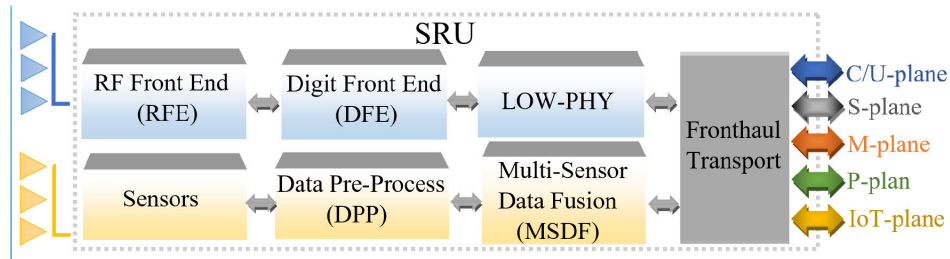 SRU
RF Front End
(RFE)
Digit Front End
(DFE)
LOW-PHY
Sensors
Data Pre-Process
(DPP)
Multi-Sensor
Data Fusion
(MSDF)
Fronthaul
Transport
C/U-plane
S-plane
M-plane
P-plan
IoT-plane